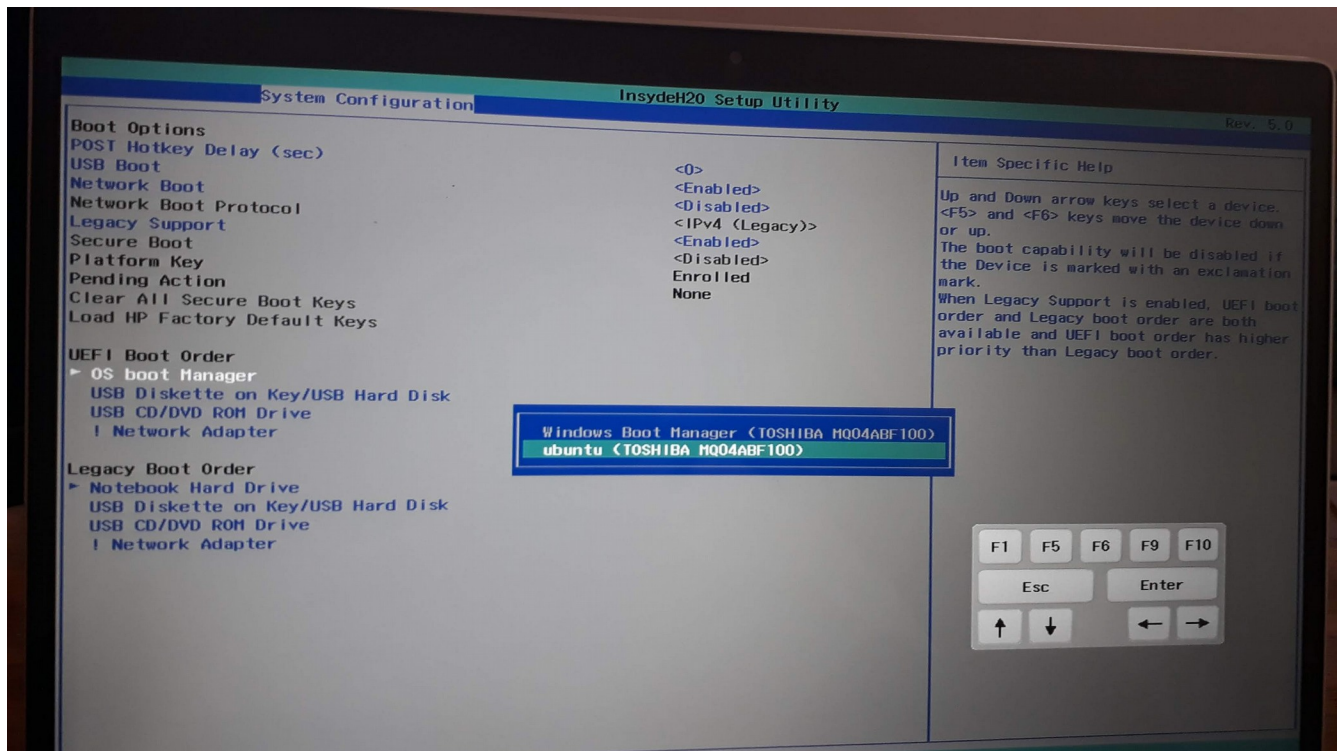 InsydeH20 Setup Utility
System Configuration
Rev. 5.0
Boot Options
POST Hotkey Delay (sec) <0>
USB Boot <Enabled>
Network Boot <Disabled>
Network Boot Protocol <IPv4 (Legacy)>
Legacy Support <Enabled>
Secure Boot <Disabled>
Platform Key Enrolled
Pending Action None
Clear All Secure Boot Keys
Load HP Factory Default Keys
UEFI Boot Order
► OS boot Manager
USB Diskette on Key/USB Hard Disk
USB CD/DVD ROM Drive
! Network Adapter
Legacy Boot Order
► Notebook Hard Drive
USB Diskette on Key/USB Hard Disk
USB CD/DVD ROM Drive
! Network Adapter
Windows Boot Manager (TOSHIBA MQ04ABF100)
ubuntu (TOSHIBA MQ04ABF100)
Item Specific Help
Up and Down arrow keys select a device.
<F5> and <F6> keys move the device down
or up.
The boot capability will be disabled if
the Device is marked with an exclamation
mark.
When Legacy Support is enabled, UEFI boot
order and Legacy boot order are both
available and UEFI boot order has higher
priority than Legacy boot order.
F1 F5 F6 F9 F10
Esc Enter
↑ ↓ ← →